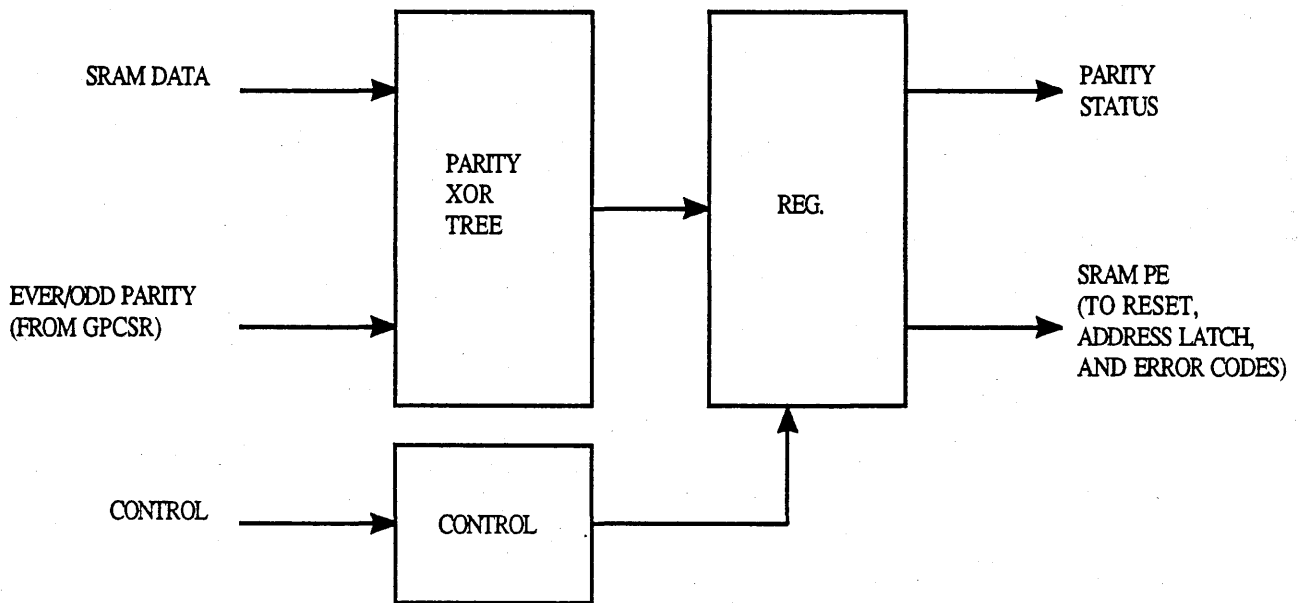 SRAM DATA
EVER/ODD PARITY
(FROM GPCSR)
CONTROL
PARITY
XOR
TREE
CONTROL
REG.
PARITY
STATUS
SRAM PE
(TO RESET,
ADDRESS LATCH,
AND ERROR CODES)